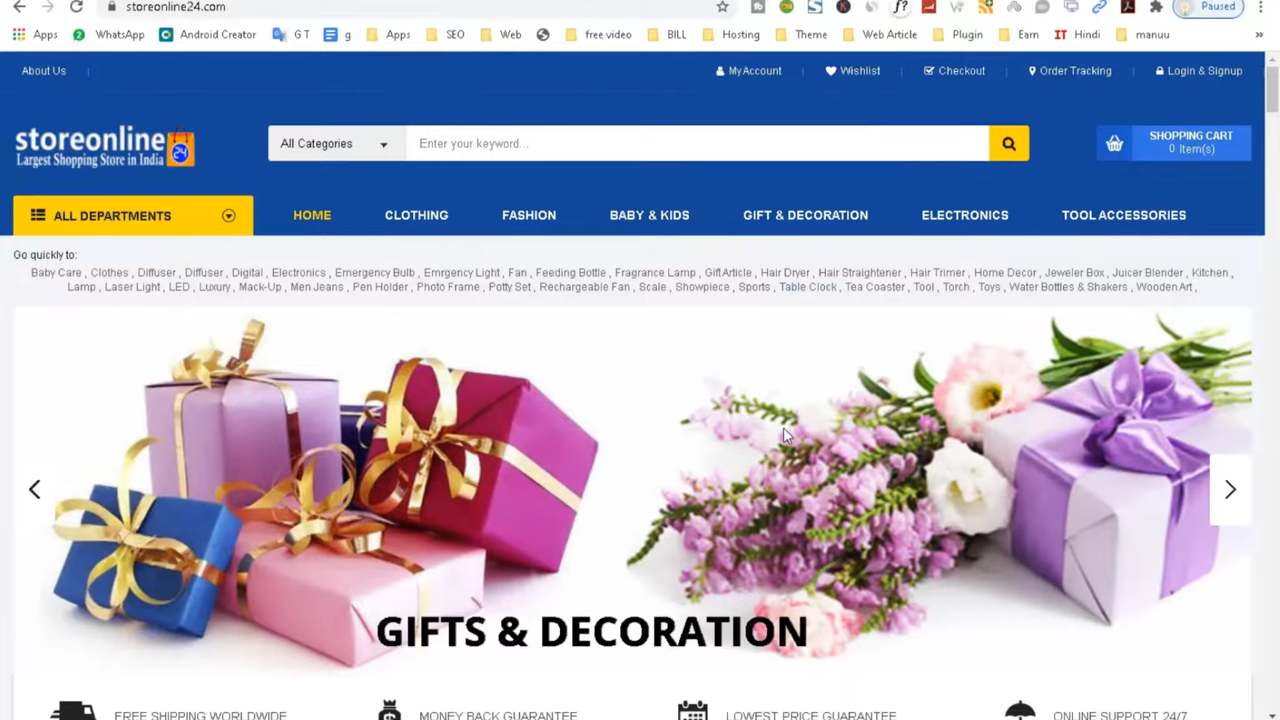 storeonline24.com
Paused
Apps WhatsApp Android Creator G T g Apps SEO Web free video BILL Hosting Theme Web Article Plugin Earn IT Hindi manuu »
About Us | MyAccount | Wishlist | Checkout | Order Tracking | Login & Signup
storeonline 24
Largest Shopping Store in India
All Categories Enter your keyword...
SHOPPING CART
0 Item(s)
ALL DEPARTMENTS HOME CLOTHING FASHION BABY & KIDS GIFT & DECORATION ELECTRONICS TOOL ACCESSORIES
Go quickly to:
Baby Care , Clothes , Diffuser , Diffuser , Digital , Electronics , Emergency Bulb , Emrgency Light , Fan , Feeding Bottle , Fragrance Lamp , Gift Article , Hair Dryer , Hair Straightener , Hair Trimer , Home Decor , Jeweler Box , Juicer Blender , Kitchen ,
Lamp , Laser Light , LED , Luxury , Mack-Up , Men Jeans , Pen Holder , Photo Frame , Potty Set , Rechargeable Fan , Scale , Showpiece , Sports , Table Clock , Tea Coaster , Tool , Torch , Toys , Water Bottles & Shakers , Wooden Art ,
GIFTS & DECORATION
FREE SHIPPING WORLDWIDE MONEY BACK GUARANTEE LOWEST PRICE GUARANTEE ONLINE SUPPORT 24/7